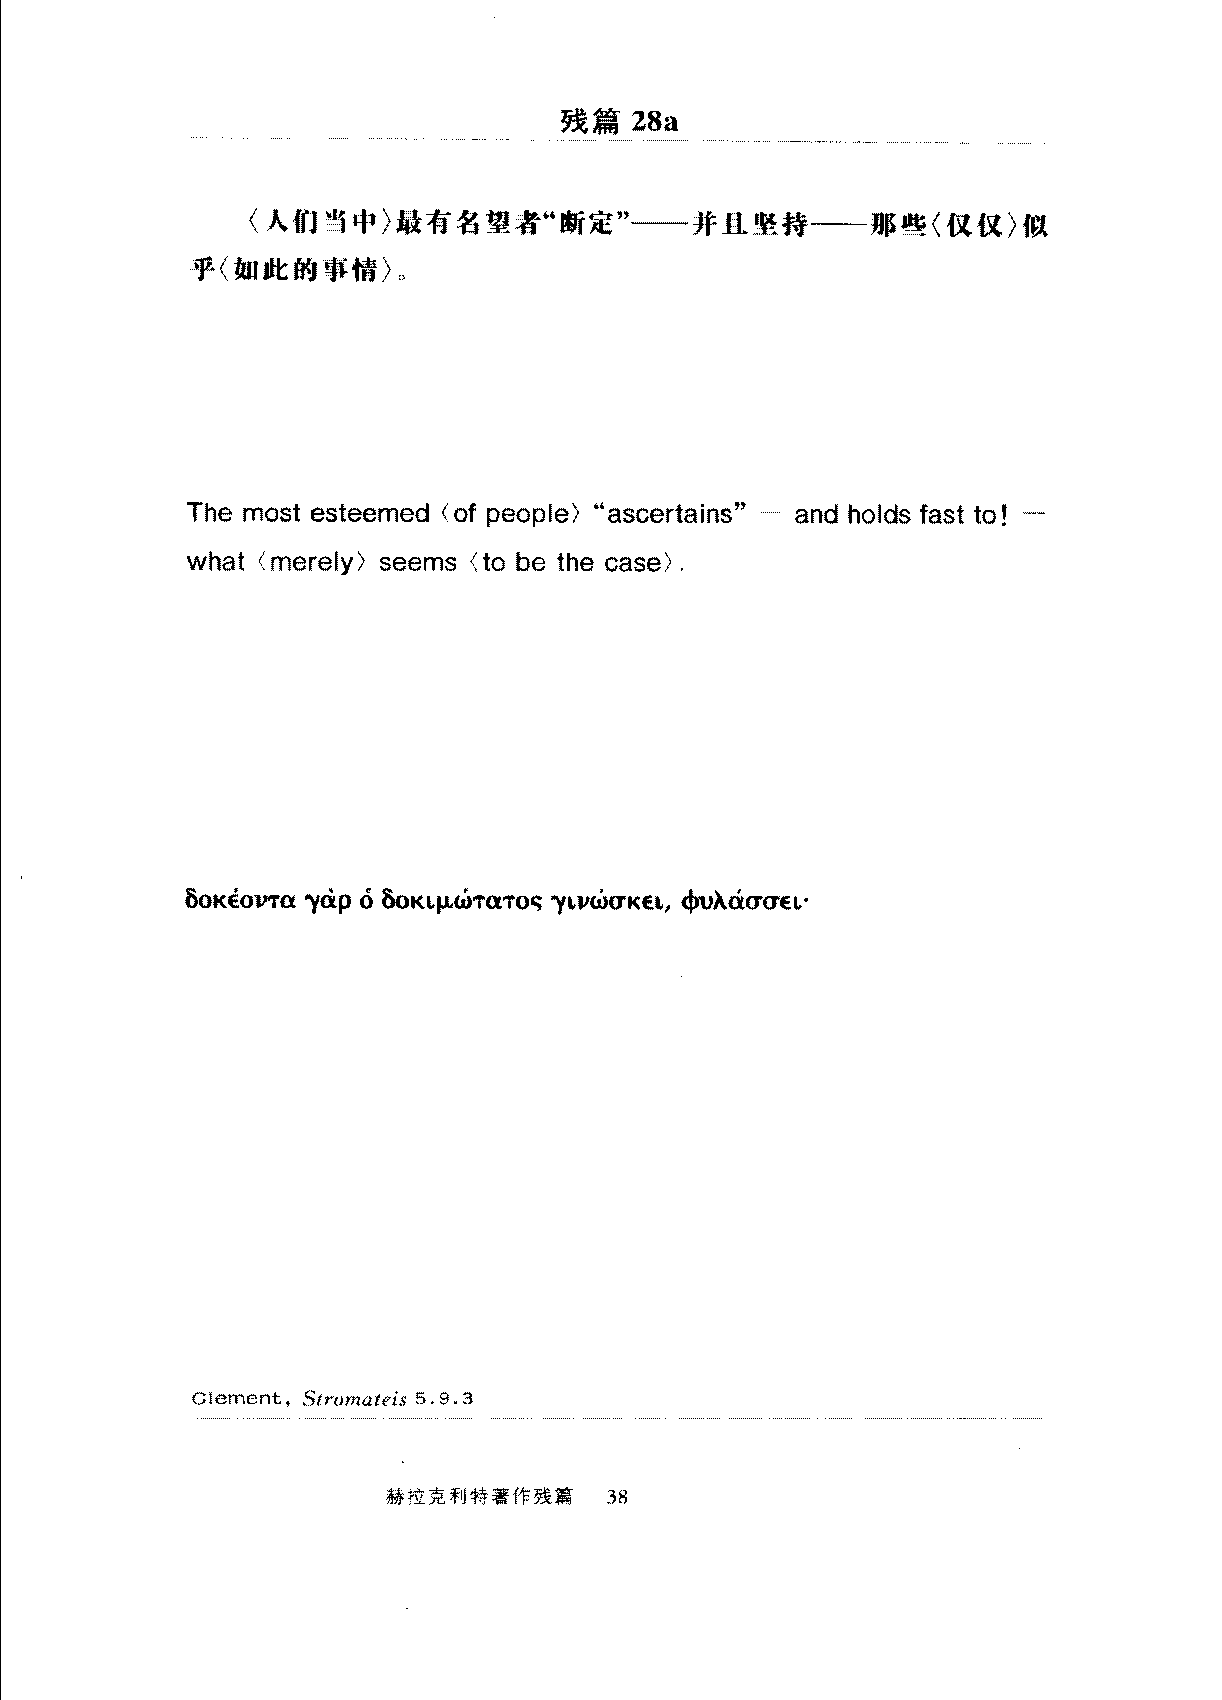 残篇 28a
〈人们当中〉最有名望者“断定”——并且坚持——那些〈仅仅〉似
乎〈如此的事情〉。
The most esteemed 〈of people〉 “ascertains” — and holds fast to! —
what 〈merely〉 seems 〈to be the case〉.
δοκέοντα γὰρ ὁ δοκιμώτατος γινώσκει, φυλάσσει·
Clement, Stromateis 5.9.3
赫拉克利特著作残篇 38